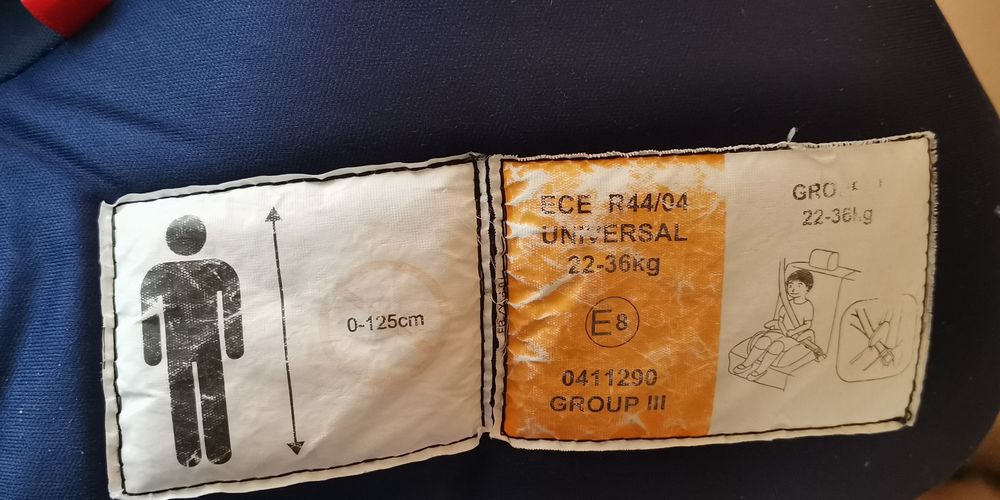 0-125cm
ECE R44/04
UNIVERSAL
22-36kg
E8
0411290
GROUP III
22-36kg